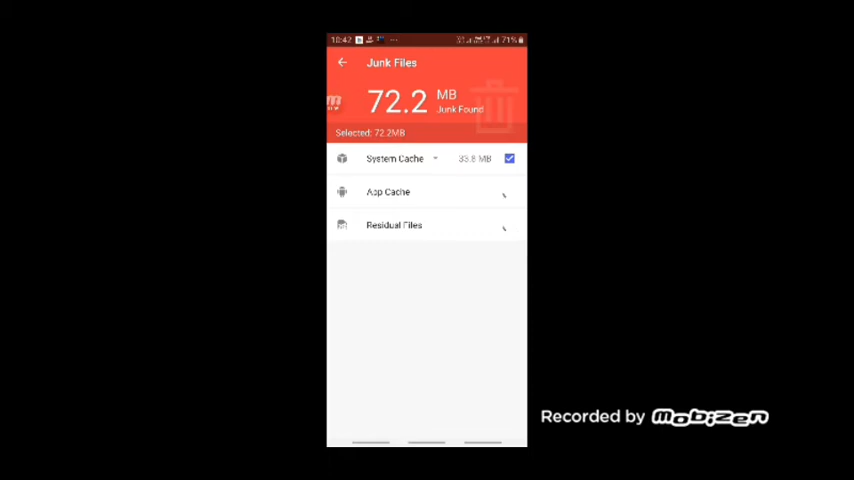 10:42 71%
Junk Files
72.2 MB
Junk Found
Selected: 72.2MB
System Cache 33.8 MB
App Cache
Residual Files
Recorded by mobizen